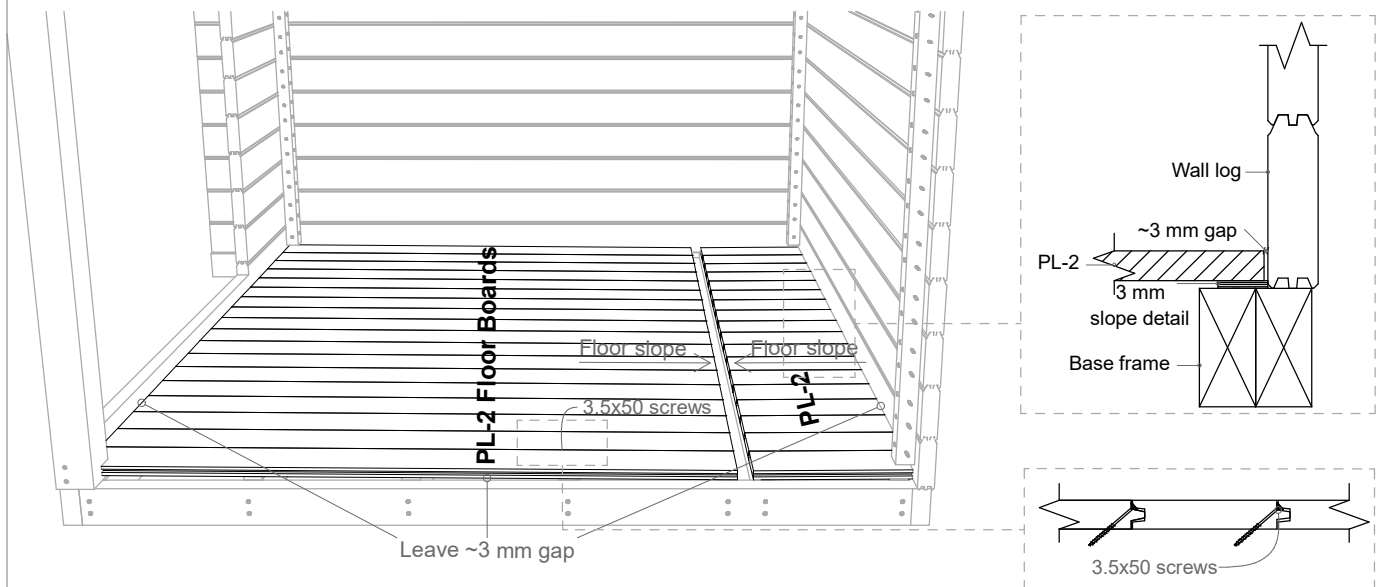 PL-2 Floor Boards
Floor slope
Floor slope
PL-2
3.5x50 screws
Leave ~3 mm gap
Wall log
~3 mm gap
PL-2
3 mm
slope detail
Base frame
3.5x50 screws